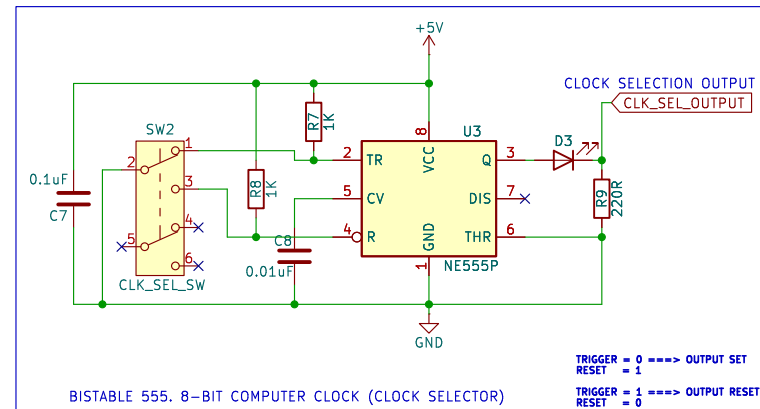 +5V
CLOCK SELECTION OUTPUT
CLK_SEL_OUTPUT
SW2
R7
1K
U3
D3
8
VCC
1
2
3
4
5
6
2
TR
Q
3
0.1uF
C7
R8
1K
5
CV
DIS
7
R9
220R
4
R
THR
6
C8
0.01uF
GND
1
NE555P
CLK_SEL_SW
GND
TRIGGER = 0 ===> OUTPUT SET
RESET = 1
TRIGGER = 1 ===> OUTPUT RESET
RESET = 0
BISTABLE 555. 8-BIT COMPUTER CLOCK (CLOCK SELECTOR)